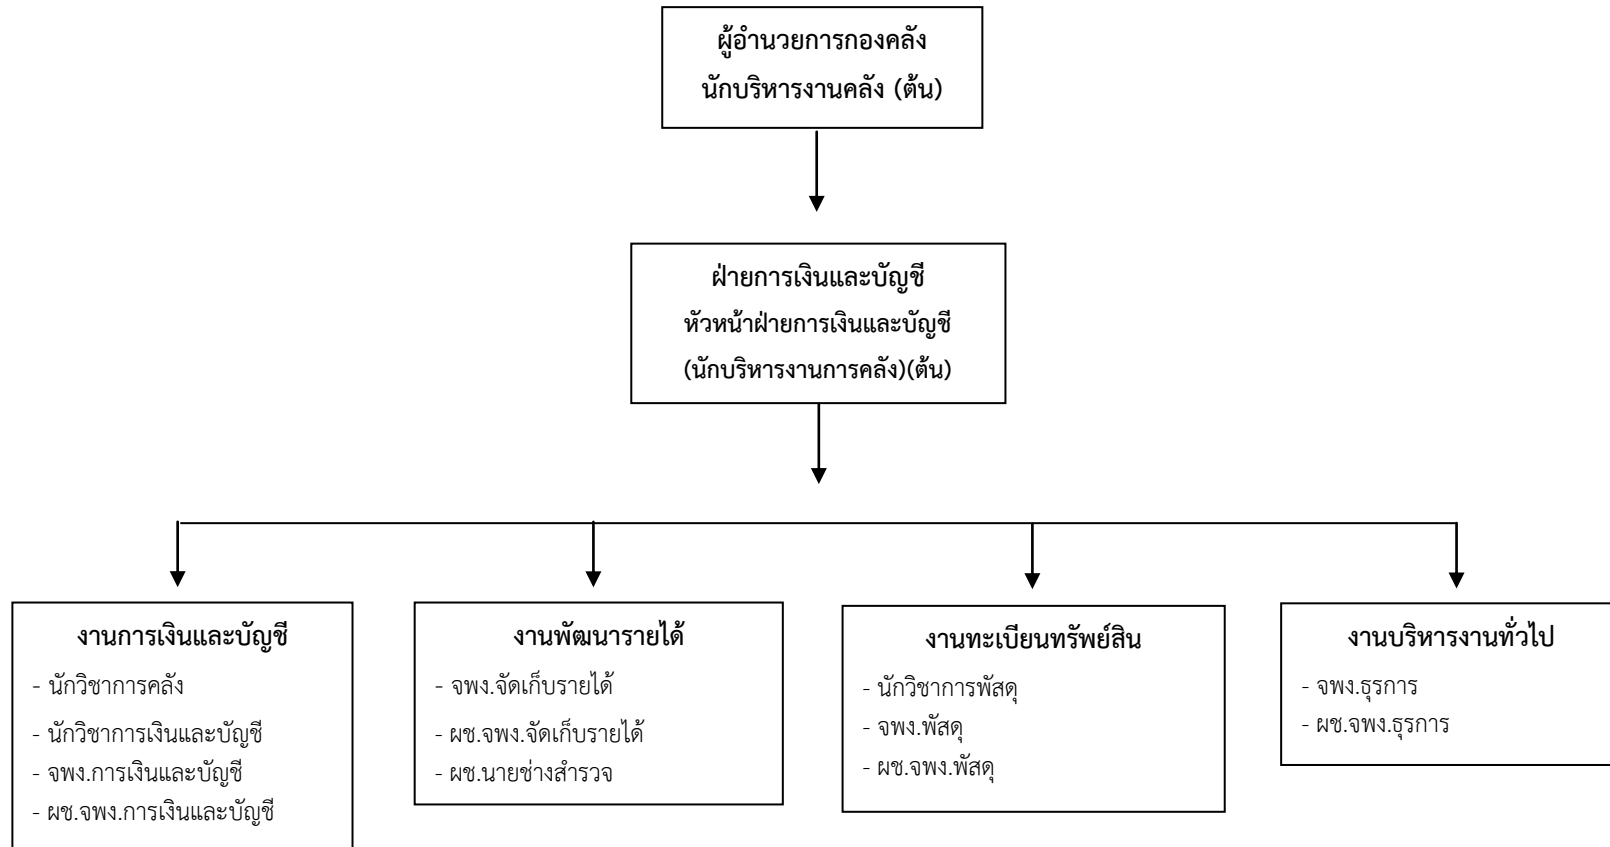 ผู้อำนวยการกองคลัง
นักบริหารงานคลัง (ต้น)
ฝ่ายการเงินและบัญชี
หัวหน้าฝ่ายการเงินและบัญชี
(นักบริหารงานการคลัง)(ต้น)
งานการเงินและบัญชี
- นักวิชาการคลัง
- นักวิชาการเงินและบัญชี
- จพง.การเงินและบัญชี
- ผช.จพง.การเงินและบัญชี
งานพัฒนารายได้
- จพง.จัดเก็บรายได้
- ผช.จพง.จัดเก็บรายได้
- ผช.นายช่างสำรวจ
งานทะเบียนทรัพย์สิน
- นักวิชาการพัสดุ
- จพง.พัสดุ
- ผช.จพง.พัสดุ
งานบริหารงานทั่วไป
- จพง.ธุรการ
- ผช.จพง.ธุรการ